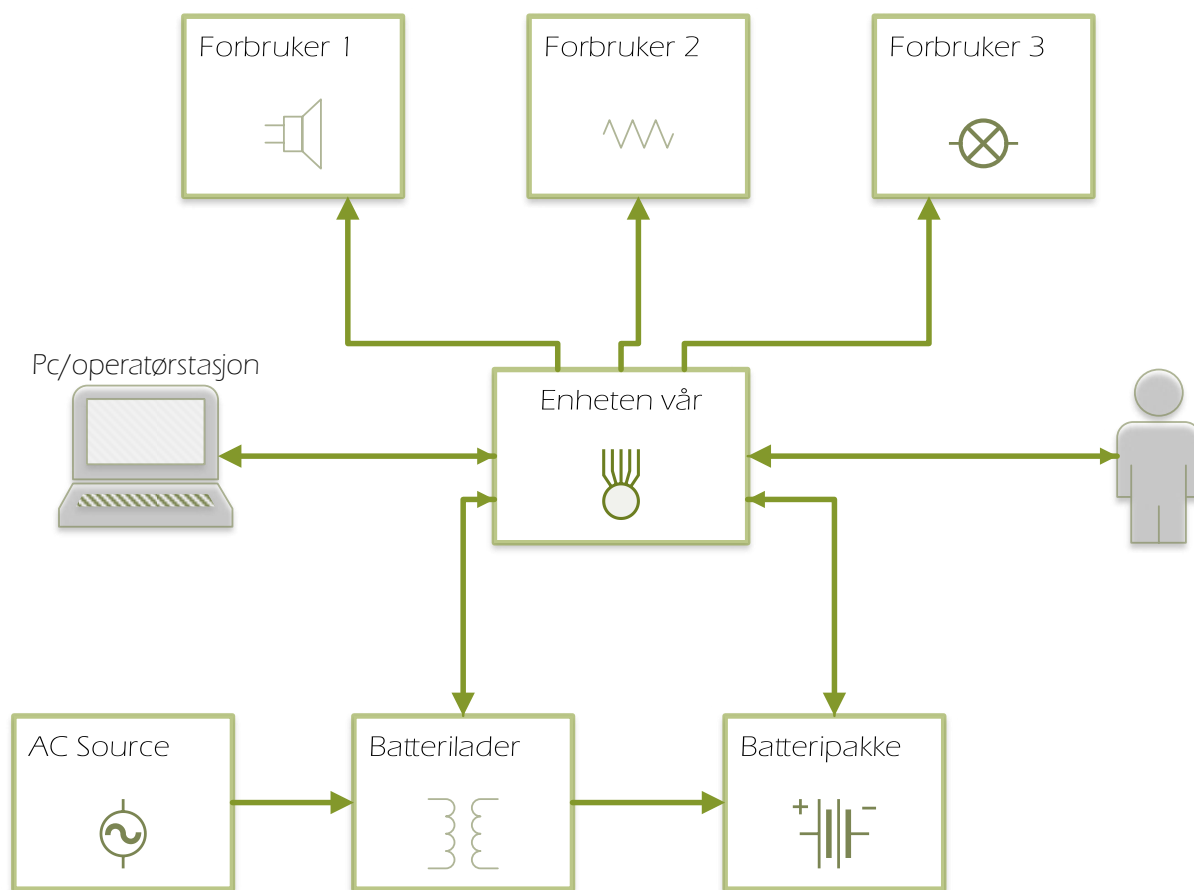 Forbruker 1
Forbruker 2
Forbruker 3
Pc/operatørstasjon
Enheten vår
AC Source
Batterilader
Batteripakke
+ −